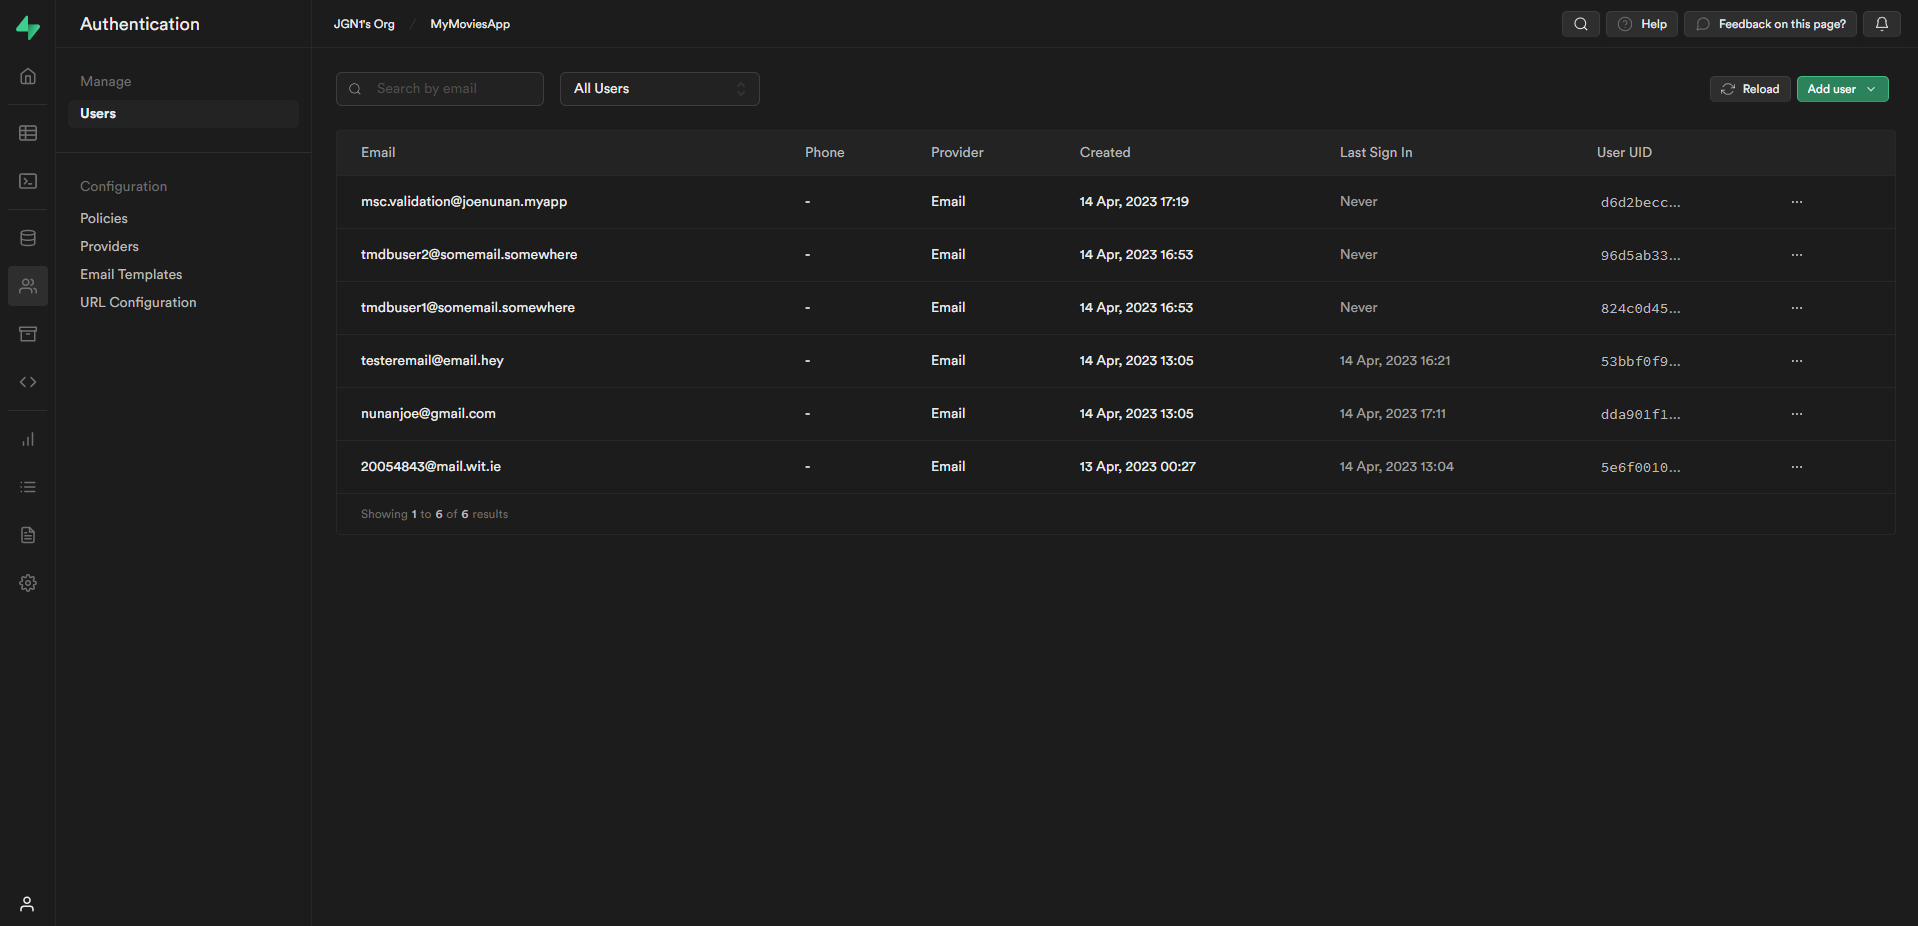 Authentication
JGN1's Org / MyMoviesApp
Help
Feedback on this page?
Manage
Users
Configuration
Policies
Providers
Email Templates
URL Configuration
Search by email
All Users
Reload
Add user
Email Phone Provider Created Last Sign In User UID
msc.validation@joenunan.myapp - Email 14 Apr, 2023 17:19 Never d6d2becc... ...
tmdbuser2@somemail.somewhere - Email 14 Apr, 2023 16:53 Never 96d5ab33... ...
tmdbuser1@somemail.somewhere - Email 14 Apr, 2023 16:53 Never 824c0d45... ...
testeremail@email.hey - Email 14 Apr, 2023 13:05 14 Apr, 2023 16:21 53bbf0f9... ...
nunanjoe@gmail.com - Email 14 Apr, 2023 13:05 14 Apr, 2023 17:11 dda901f1... ...
20054843@mail.wit.ie - Email 13 Apr, 2023 00:27 14 Apr, 2023 13:04 5e6f0010... ...
Showing 1 to 6 of 6 results